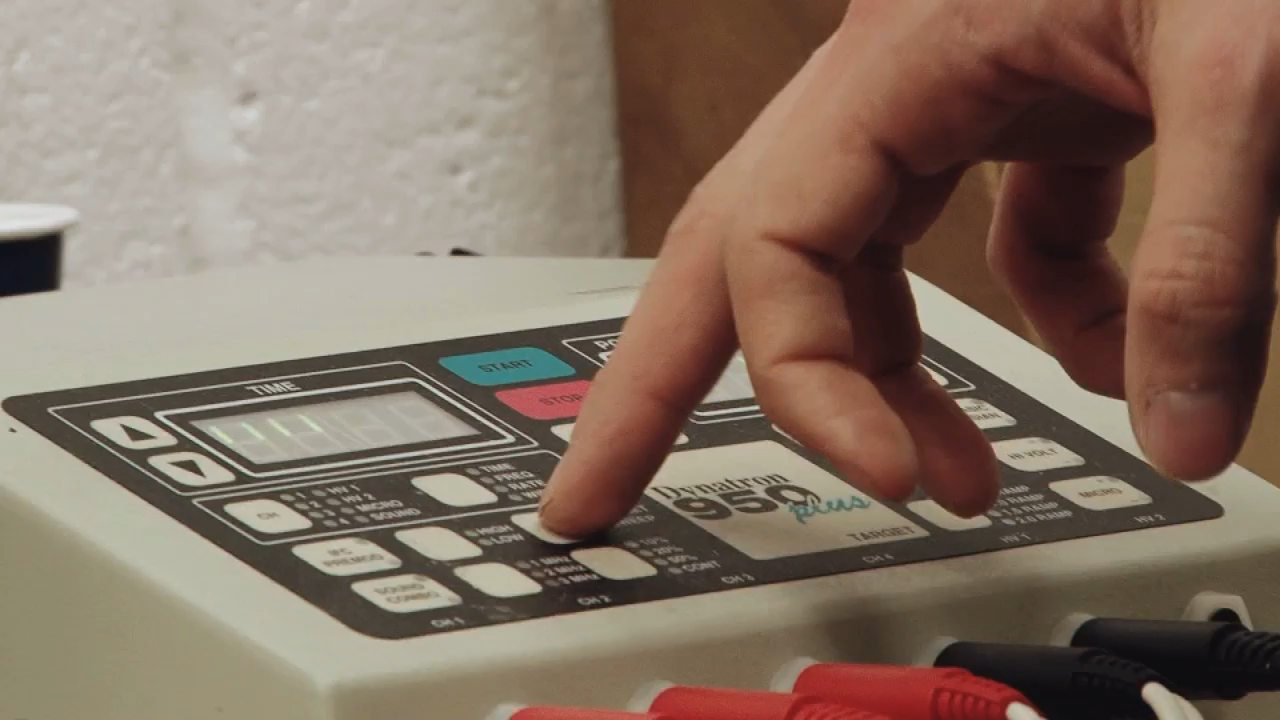 TIME
START
STOP
TIME
FREQ
RATE
1 HV 1
2 HV 2
3 MICRO
4 SOUND
CH
HIGH
LOW
IFC
PREMOD
SOUND
COMBO
1 MHz
2 MHz
3 MHz
10%
20%
50%
CONT
Dynatron
950
plus
TARGET
HI VOLT
MICRO
RAMP
1.5 RAMP
2.0 RAMP
CH 1
CH 2
CH 3
CH 4
HV 1
HV 2